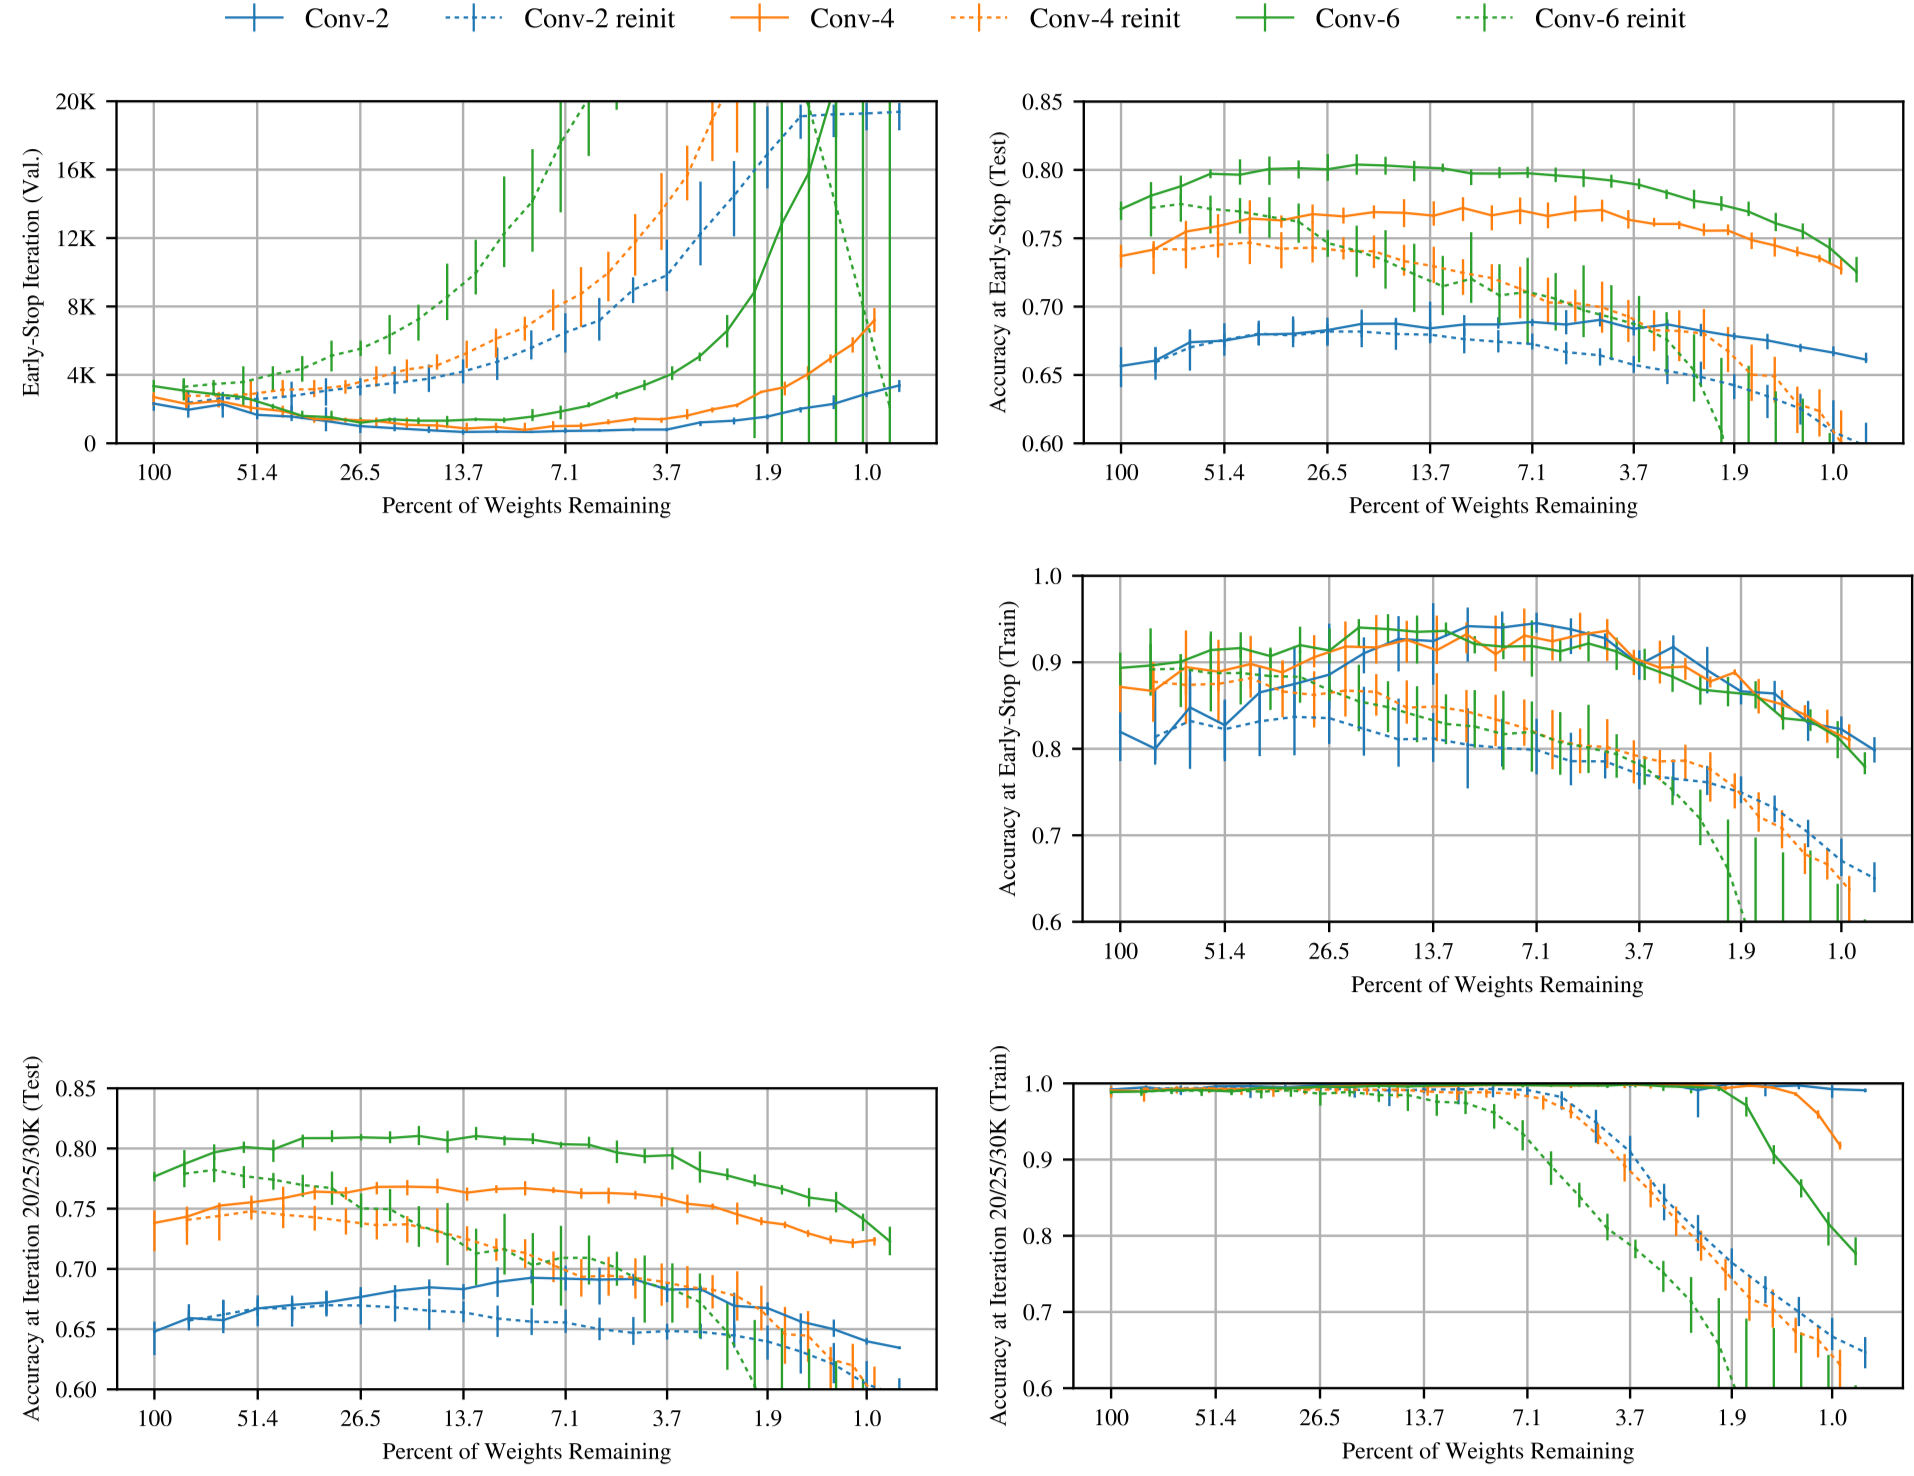 Conv-2 Conv-2 reinit Conv-4 Conv-4 reinit Conv-6 Conv-6 reinit
Early-Stop Iteration (Val.)
20K
16K
12K
8K
4K
0
100 51.4 26.5 13.7 7.1 3.7 1.9 1.0
Percent of Weights Remaining
Accuracy at Early-Stop (Test)
0.85
0.80
0.75
0.70
0.65
0.60
100 51.4 26.5 13.7 7.1 3.7 1.9 1.0
Percent of Weights Remaining
Accuracy at Early-Stop (Train)
1.0
0.9
0.8
0.7
0.6
100 51.4 26.5 13.7 7.1 3.7 1.9 1.0
Percent of Weights Remaining
Accuracy at Iteration 20/25/30K (Test)
0.85
0.80
0.75
0.70
0.65
0.60
100 51.4 26.5 13.7 7.1 3.7 1.9 1.0
Percent of Weights Remaining
Accuracy at Iteration 20/25/30K (Train)
1.0
0.9
0.8
0.7
0.6
100 51.4 26.5 13.7 7.1 3.7 1.9 1.0
Percent of Weights Remaining